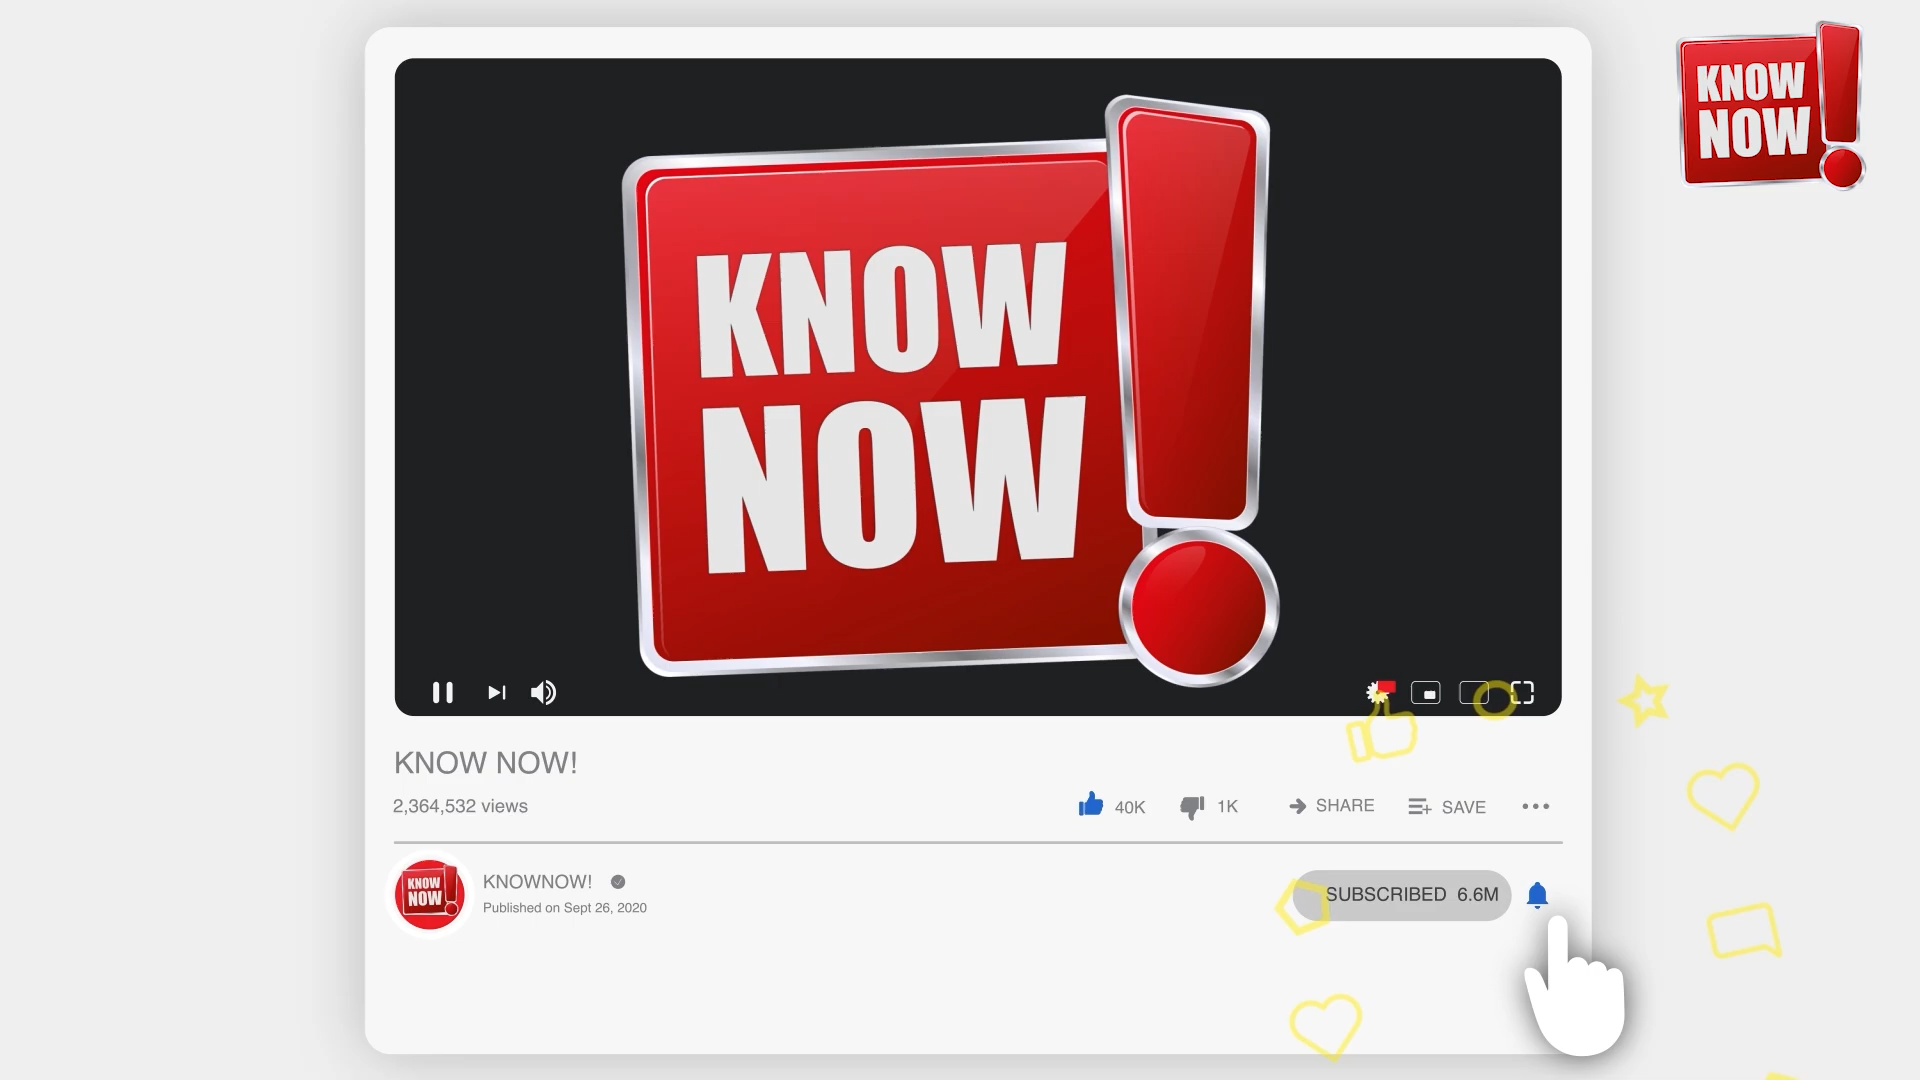 KNOW
NOW
KNOW
NOW
KNOW NOW!
2,364,532 views
40K
1K
SHARE
SAVE
KNOW
NOW
KNOWNOW!
Published on Sept 26, 2020
SUBSCRIBED 6.6M